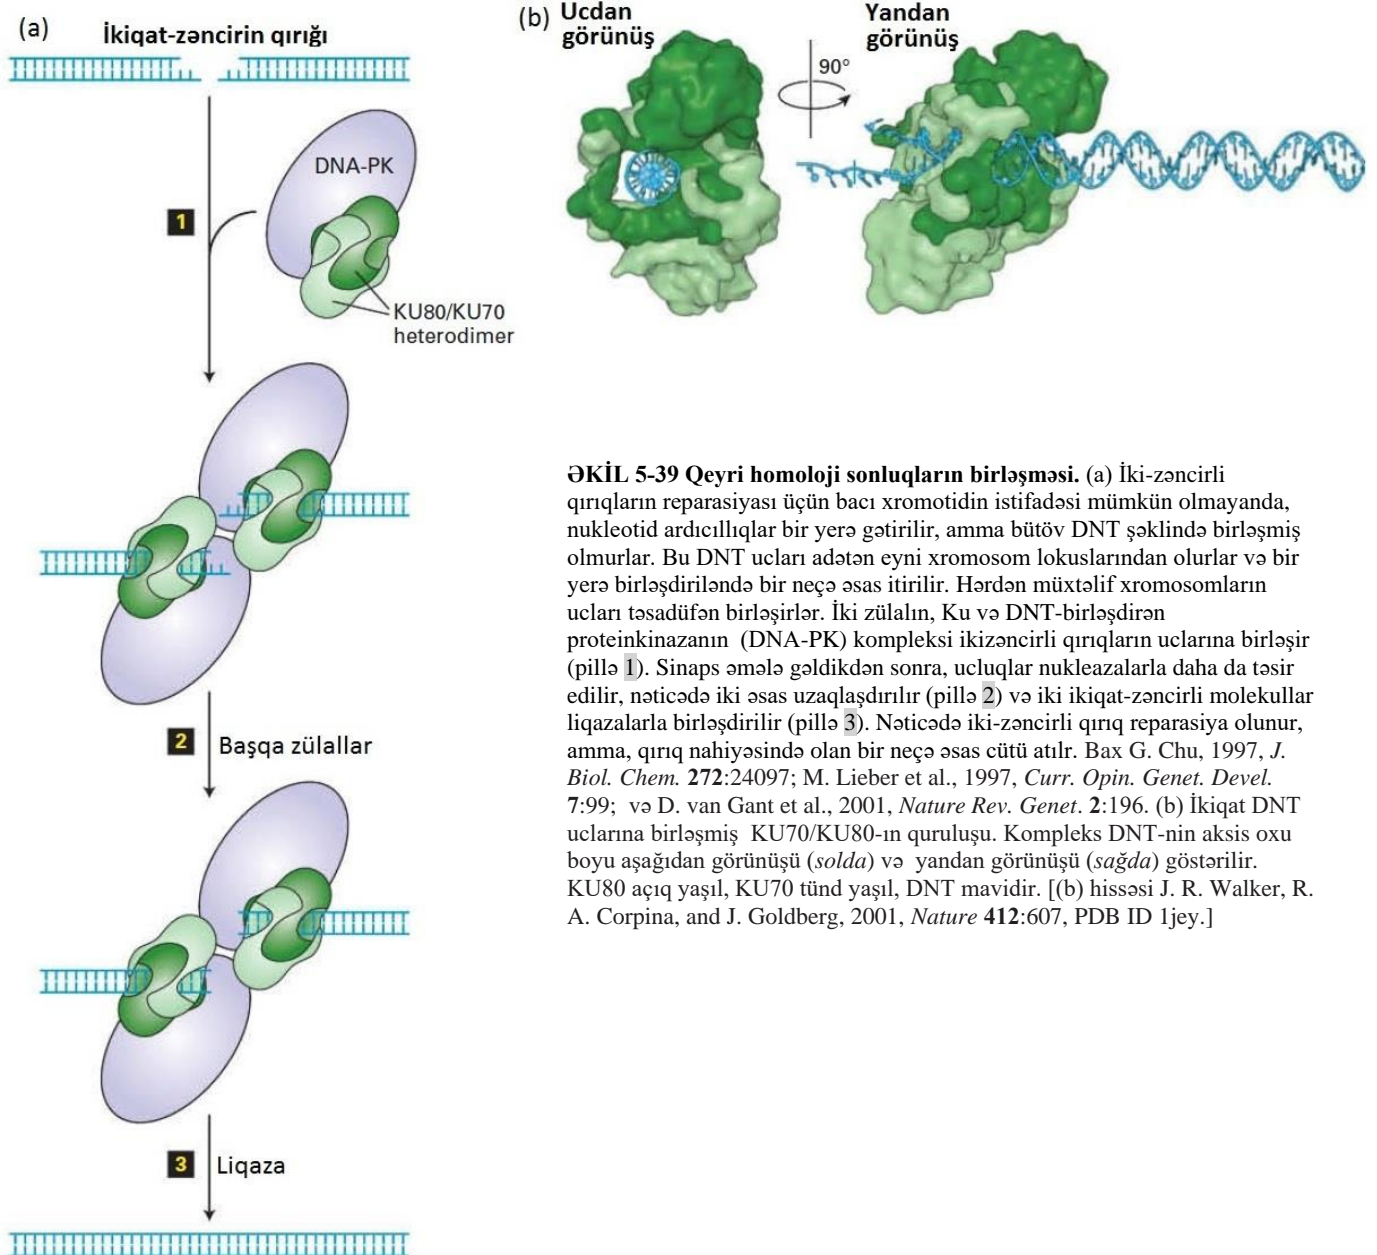 (a)
İkiqat-zəncirin qırığı
DNA-PK
1
KU80/KU70
heterodimer
2
Başqa zülallar
3
Liqaza
(b)
Ucdan
görünüş
90°
Yandan
görünüş
ƏKİL 5-39 Qeyri homoloji sonluqların birləşməsi. (a) İki-zəncirli
qırıqların reparasiyası üçün bacı xromotidin istifadəsi mümkün olmayanda,
nukleotid ardıcıllıqlar bir yerə gətirilir, amma bütöv DNT şəklində birləşmiş
olmurlar. Bu DNT ucları adətən eyni xromosom lokuslarından olurlar və bir
yerə birləşdiriləndə bir neçə əsas itirilir. Hərdən müxtəlif xromosomların
ucları təsadüfən birləşirlər. İki zülalın, Ku və DNT-birləşdirən
proteinkinazanın (DNA-PK) kompleksi ikizəncirli qırıqların uclarına birləşir
(pillə 1). Sinaps əmələ gəldikdən sonra, ucluqlar nukleazalarla daha da təsir
edilir, nəticədə iki əsas uzaqlaşdırılır (pillə 2) və iki ikiqat-zəncirli molekullar
liqazalarla birləşdirilir (pillə 3). Nəticədə iki-zəncirli qırıq reparasiya olunur,
amma, qırıq nahiyəsində olan bir neçə əsas cütü atılr. Bax G. Chu, 1997, J.
Biol. Chem. 272:24097; M. Lieber et al., 1997, Curr. Opin. Genet. Devel.
7:99; və D. van Gant et al., 2001, Nature Rev. Genet. 2:196. (b) İkiqat DNT
uclarına birləşmiş KU70/KU80-ın quruluşu. Kompleks DNT-nin aksis oxu
boyu aşağıdan görünüşü (solda) və yandan görünüşü (sağda) göstərilir.
KU80 açıq yaşıl, KU70 tünd yaşıl, DNT mavidir. [(b) hissəsi J. R. Walker, R.
A. Corpina, and J. Goldberg, 2001, Nature 412:607, PDB ID 1jey.]